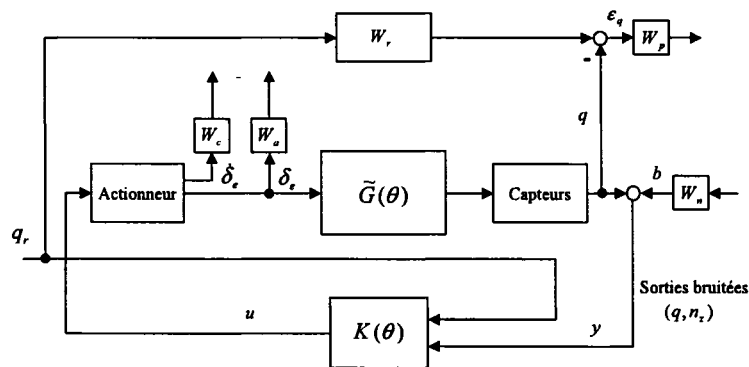 W_r
ε_q
W_p
q
W_c
W_a
Actionneur
δ̇_e
δ_e
G̃(θ)
Capteurs
b
W_n
q_r
Sorties bruitées
(q, n_z)
u
K(θ)
y